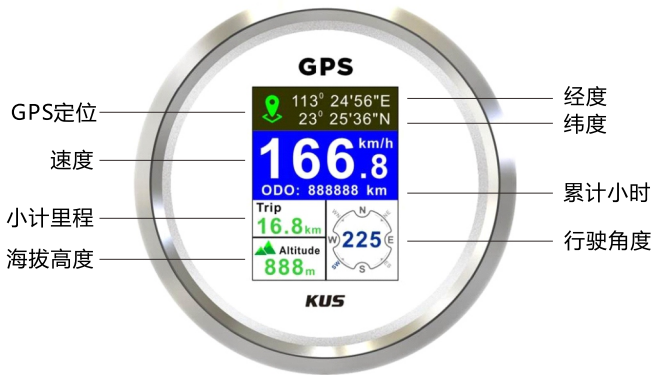 GPS
GPS定位
113° 24'56"E
经度
23° 25'36"N
纬度
速度
166.8 km/h
ODO: 888888 km
累计小时
小计里程
Trip
16.8km
N
W 225 E
SW
S
行驶角度
海拔高度
Altitude
888m
KUS